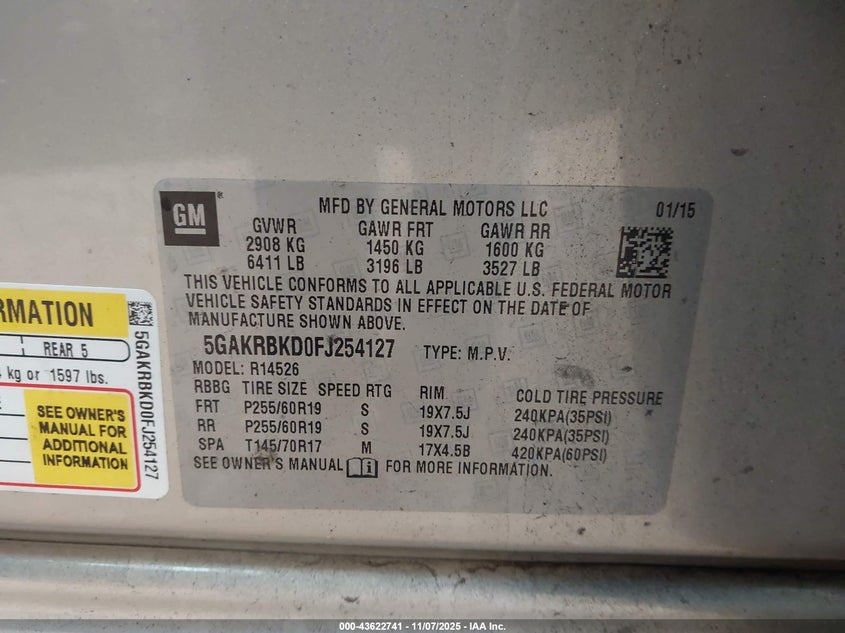 GM
®
MFD BY GENERAL MOTORS LLC 01/15
GVWR GAWR FRT GAWR RR
2908 KG 1450 KG 1600 KG
6411 LB 3196 LB 3527 LB
THIS VEHICLE CONFORMS TO ALL APPLICABLE U.S. FEDERAL MOTOR
VEHICLE SAFETY STANDARDS IN EFFECT ON THE DATE OF
MANUFACTURE SHOWN ABOVE.
5GAKRBKD0FJ254127 TYPE: M.P.V.
MODEL: R14526
RBBG TIRE SIZE SPEED RTG RIM COLD TIRE PRESSURE
FRT P255/60R19 S 19X7.5J 240KPA(35PSI)
RR P255/60R19 S 19X7.5J 240KPA(35PSI)
SPA T145/70R17 M 17X4.5B 420KPA(60PSI)
SEE OWNER'S MANUAL i FOR MORE INFORMATION.
RMATION
REAR 5
kg or 1597 lbs.
SEE OWNER'S
MANUAL FOR
ADDITIONAL
INFORMATION
5GAKRBKD0FJ254127
000-43622741 - 11/07/2025 - IAA Inc.